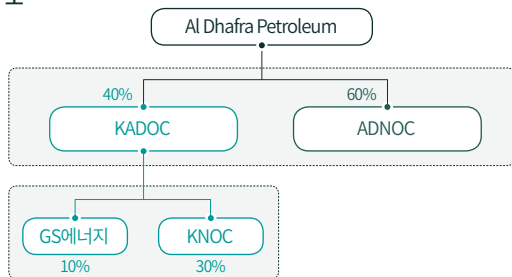 Al Dhafra Petroleum
40%
60%
KADOC
ADNOC
GS에너지
KNOC
10%
30%